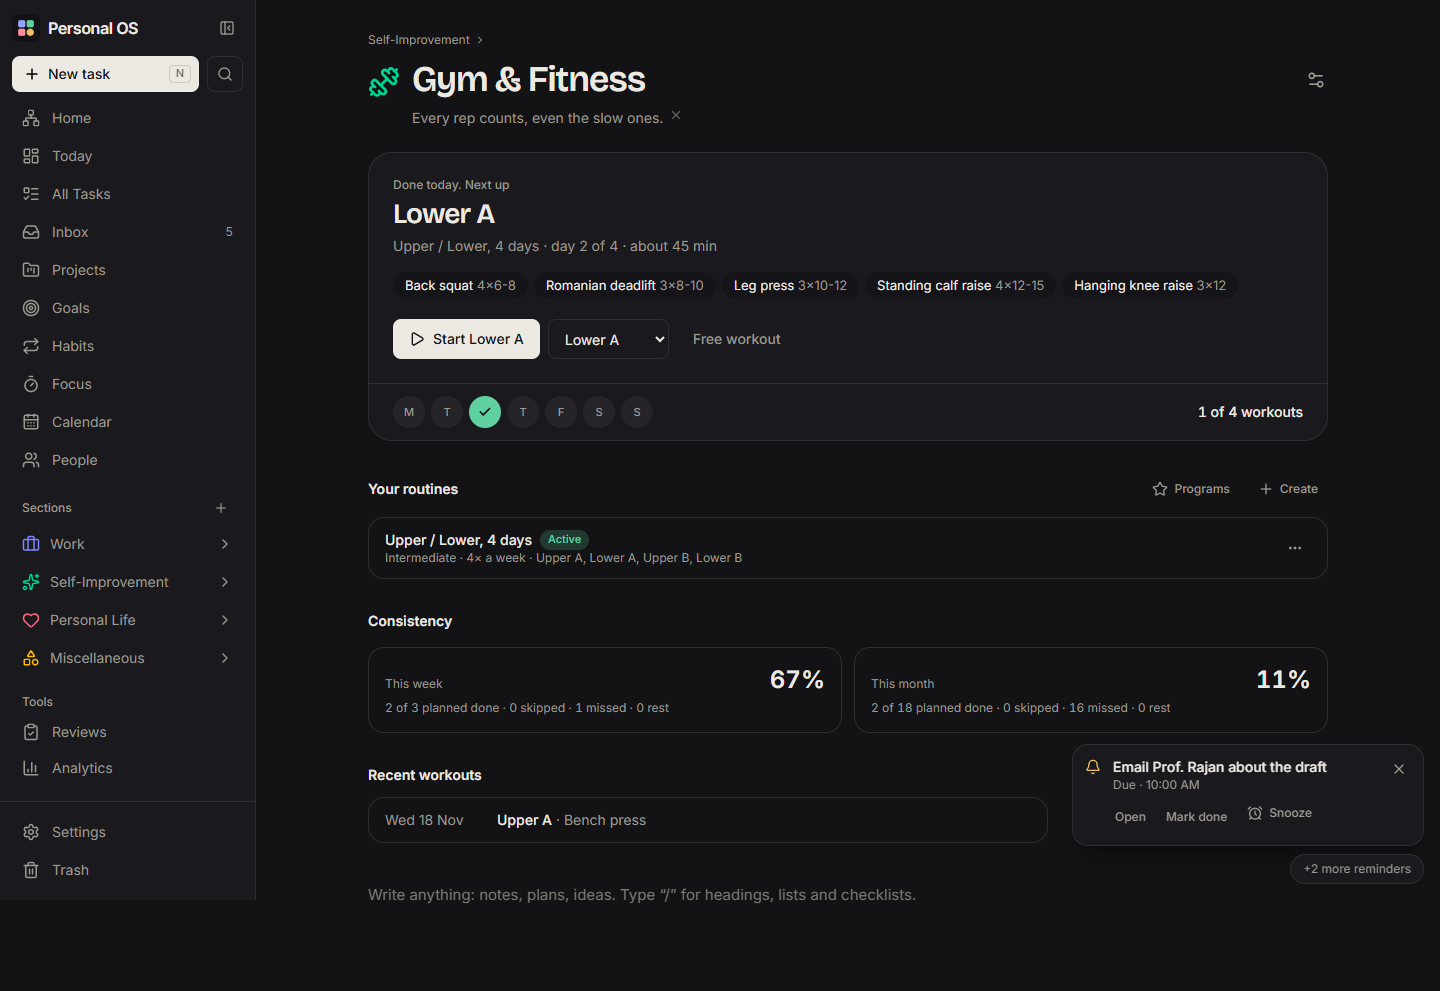 Personal OS
New task N
Home
Today
All Tasks
Inbox 5
Projects
Goals
Habits
Focus
Calendar
People
Sections
Work
Self-Improvement
Personal Life
Miscellaneous
Tools
Reviews
Analytics
Settings
Trash
Self-Improvement
Gym & Fitness
Every rep counts, even the slow ones.
Done today. Next up
Lower A
Upper / Lower, 4 days · day 2 of 4 · about 45 min
Back squat 4×6-8 Romanian deadlift 3×8-10 Leg press 3×10-12 Standing calf raise 4×12-15 Hanging knee raise 3×12
Start Lower A Lower A Free workout
M T T F S S 1 of 4 workouts
Your routines Programs Create
Upper / Lower, 4 days Active
Intermediate · 4× a week · Upper A, Lower A, Upper B, Lower B
Consistency
This week 67%
2 of 3 planned done · 0 skipped · 1 missed · 0 rest
This month 11%
2 of 18 planned done · 0 skipped · 16 missed · 0 rest
Recent workouts
Wed 18 Nov Upper A · Bench press
Write anything: notes, plans, ideas. Type “/” for headings, lists and checklists.
Email Prof. Rajan about the draft
Due · 10:00 AM
Open Mark done Snooze
+2 more reminders